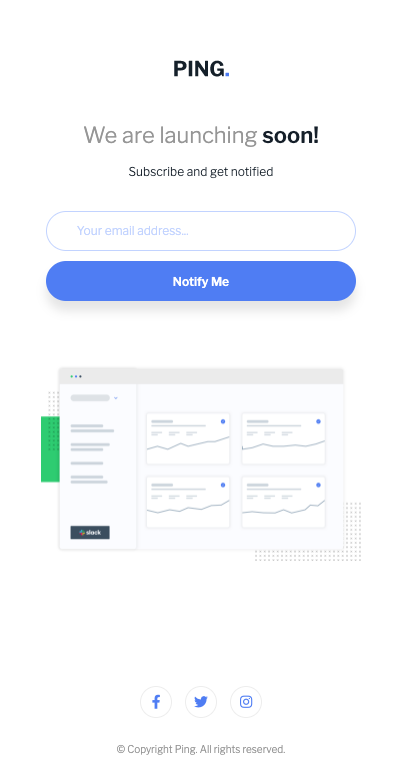 PING.
We are launching soon!
Subscribe and get notified
Your email address...
Notify Me
slack
© Copyright Ping. All rights reserved.